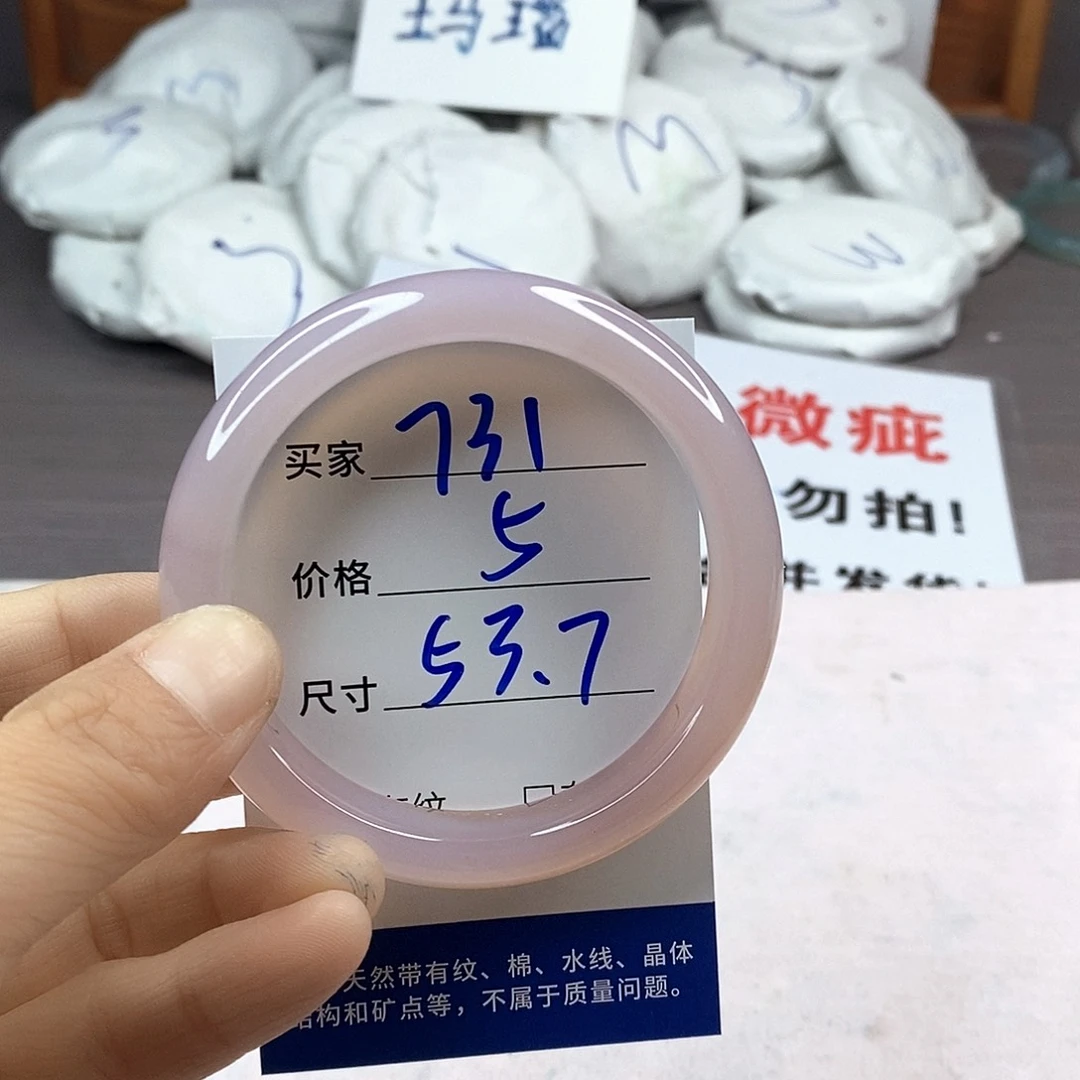 玛瑙
微疵
勿拍!
买家 731
价格 5
尺寸 53.7
纹 □
天然带有纹、棉、水线、晶体
结构和矿点等，不属于质量问题。